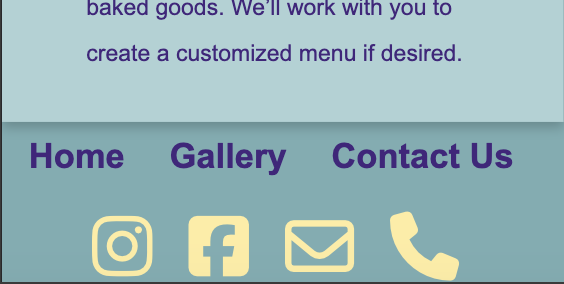 baked goods. We’ll work with you to
create a customized menu if desired.
Home Gallery Contact Us